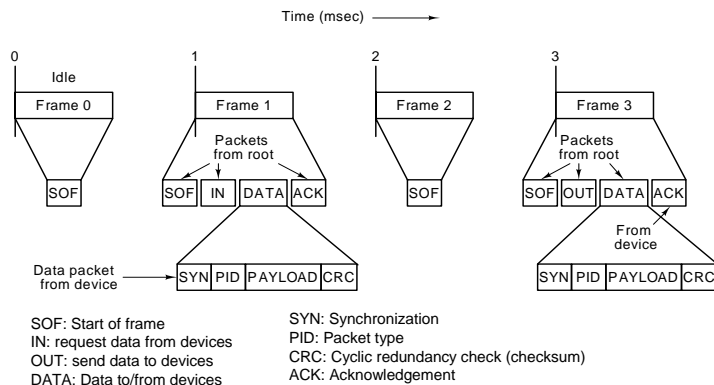 Time (msec)
0 1 2 3
Idle
Frame 0 Frame 1 Frame 2 Frame 3
Packets
from root
Packets
from root
SOF SOF IN DATA ACK SOF SOF OUT DATA ACK
From
device
Data packet
from device
SYN PID PAYLOAD CRC SYN PID PAYLOAD CRC
SOF: Start of frame
IN: request data from devices
OUT: send data to devices
DATA: Data to/from devices
SYN: Synchronization
PID: Packet type
CRC: Cyclic redundancy check (checksum)
ACK: Acknowledgement